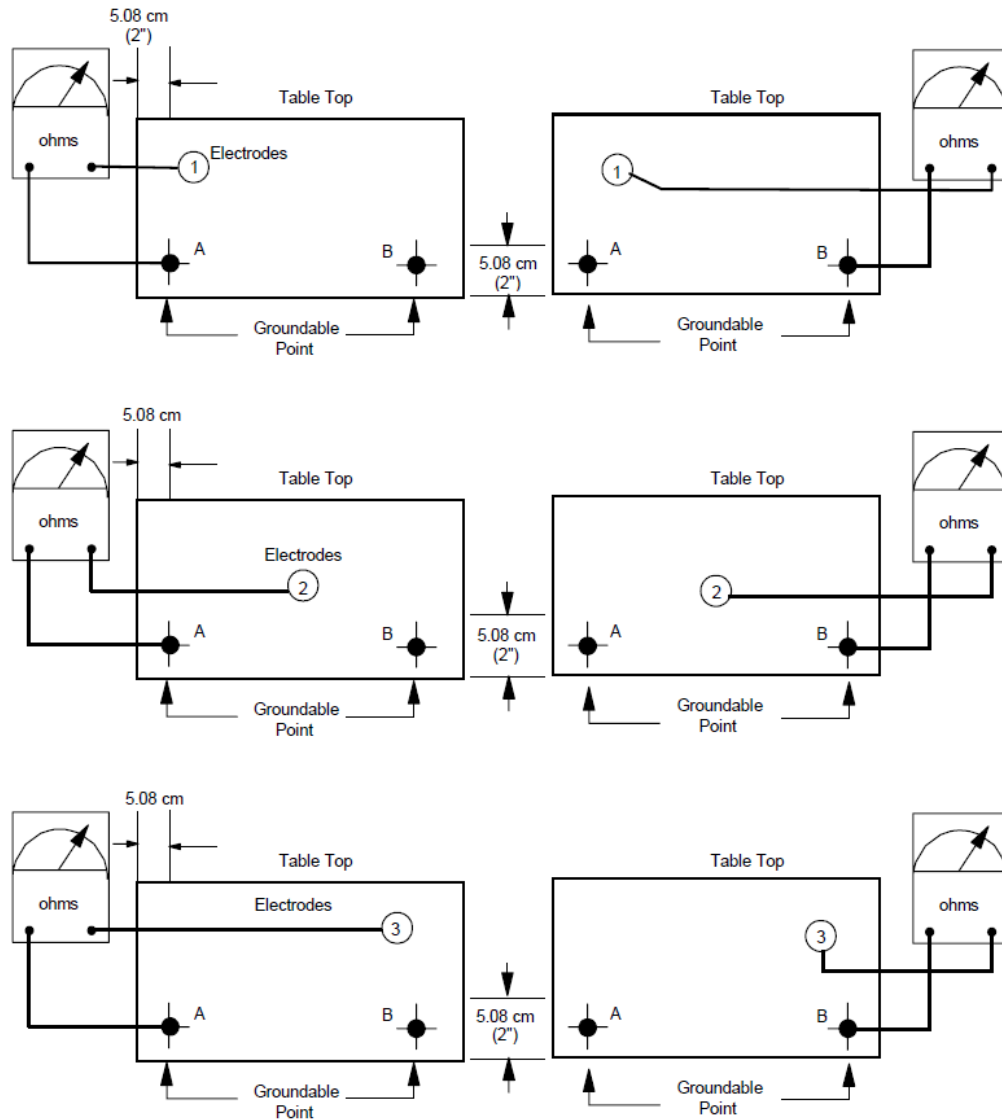 5.08 cm
(2")
Table Top
Table Top
ohms
1
Electrodes
1
ohms
A
B
5.08 cm
(2")
A
B
Groundable
Point
Groundable
Point
5.08 cm
Table Top
Table Top
ohms
Electrodes
2
2
ohms
A
B
5.08 cm
(2")
A
B
Groundable
Point
Groundable
Point
5.08 cm
Table Top
Table Top
ohms
Electrodes
3
3
ohms
A
B
5.08 cm
(2")
A
B
Groundable
Point
Groundable
Point